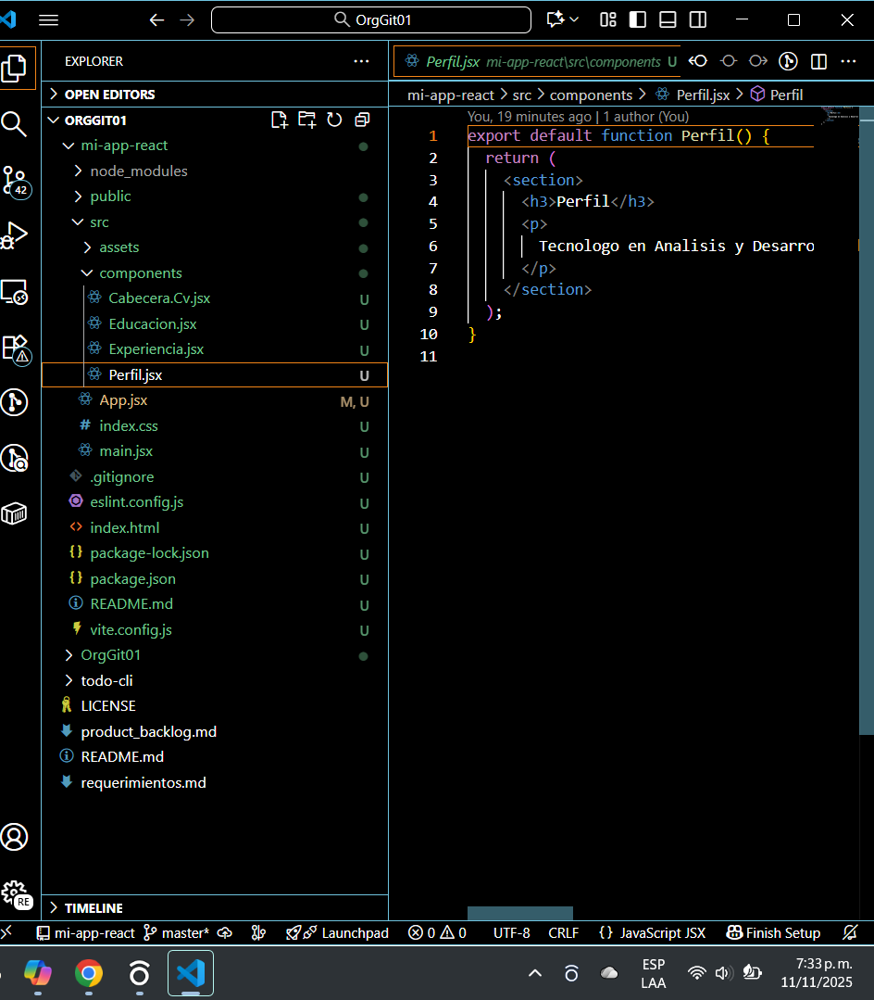 OrgGit01
EXPLORER
OPEN EDITORS
ORGGIT01
mi-app-react
node_modules
public
src
assets
components
Cabecera.Cv.jsx U
Educacion.jsx U
Experiencia.jsx U
Perfil.jsx U
App.jsx M, U
index.css U
main.jsx U
.gitignore U
eslint.config.js U
index.html U
package-lock.json U
package.json U
README.md U
vite.config.js U
OrgGit01
todo-cli
LICENSE
product_backlog.md
README.md
requerimientos.md
TIMELINE
42
RE
Perfil.jsx mi-app-react\src\components U
mi-app-react > src > components > Perfil.jsx > Perfil
You, 19 minutes ago | 1 author (You)
1 export default function Perfil() {
2 return (
3 <section>
4 <h3>Perfil</h3>
5 <p>
6 Tecnologo en Analisis y Desarro
7 </p>
8 </section>
9 );
10 }
11
mi-app-react master* Launchpad 0 0 UTF-8 CRLF {} JavaScript JSX Finish Setup
ESP
LAA
7:33 p. m.
11/11/2025